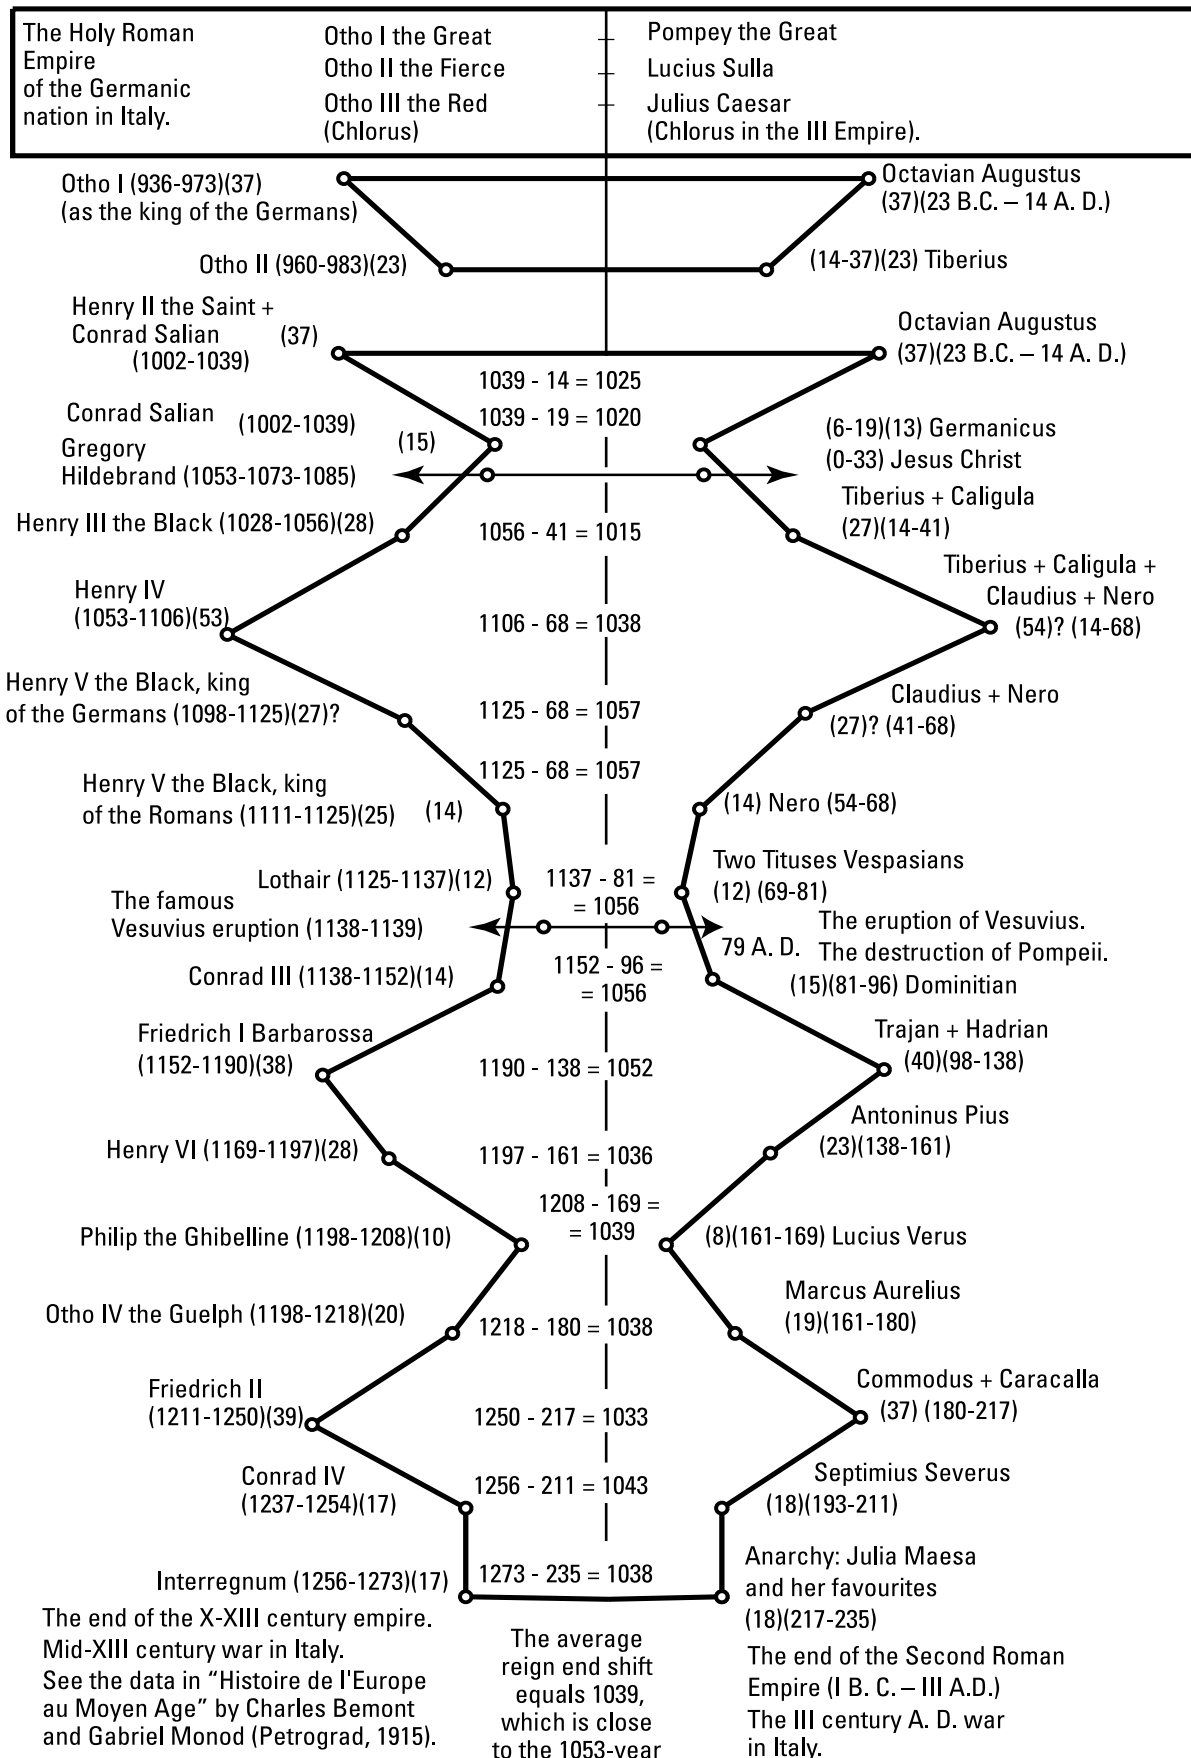 The Holy Roman
Empire
of the Germanic
nation in Italy.
Otho I the Great
Otho II the Fierce
Otho III the Red
(Chlorus)
Pompey the Great
Lucius Sulla
Julius Caesar
(Chlorus in the III Empire).
Otho I (936-973)(37)
(as the king of the Germans)
Octavian Augustus
(37)(23 B.C. – 14 A. D.)
Otho II (960-983)(23)
(14-37)(23) Tiberius
Henry II the Saint +
Conrad Salian (37)
(1002-1039)
Octavian Augustus
(37)(23 B.C. – 14 A. D.)
1039 - 14 = 1025
Conrad Salian (1002-1039)
(15)
1039 - 19 = 1020
(6-19)(13) Germanicus
Gregory
Hildebrand (1053-1073-1085)
(0-33) Jesus Christ
Henry III the Black (1028-1056)(28)
1056 - 41 = 1015
Tiberius + Caligula
(27)(14-41)
Henry IV
(1053-1106)(53)
1106 - 68 = 1038
Tiberius + Caligula +
Claudius + Nero
(54)? (14-68)
Henry V the Black, king
of the Germans (1098-1125)(27)?
1125 - 68 = 1057
Claudius + Nero
(27)? (41-68)
1125 - 68 = 1057
Henry V the Black, king
of the Romans (1111-1125)(25) (14)
(14) Nero (54-68)
Lothair (1125-1137)(12)
1137 - 81 =
= 1056
Two Tituses Vespasians
(12) (69-81)
The famous
Vesuvius eruption (1138-1139)
79 A. D.
The eruption of Vesuvius.
The destruction of Pompeii.
Conrad III (1138-1152)(14)
1152 - 96 =
= 1056
(15)(81-96) Dominitian
Friedrich I Barbarossa
(1152-1190)(38)
1190 - 138 = 1052
Trajan + Hadrian
(40)(98-138)
Henry VI (1169-1197)(28)
1197 - 161 = 1036
Antoninus Pius
(23)(138-161)
Philip the Ghibelline (1198-1208)(10)
1208 - 169 =
= 1039
(8)(161-169) Lucius Verus
Otho IV the Guelph (1198-1218)(20)
1218 - 180 = 1038
Marcus Aurelius
(19)(161-180)
Friedrich II
(1211-1250)(39)
1250 - 217 = 1033
Commodus + Caracalla
(37) (180-217)
Conrad IV
(1237-1254)(17)
1256 - 211 = 1043
Septimius Severus
(18)(193-211)
Interregnum (1256-1273)(17)
1273 - 235 = 1038
Anarchy: Julia Maesa
and her favourites
(18)(217-235)
The end of the X-XIII century empire.
Mid-XIII century war in Italy.
See the data in “Histoire de l'Europe
au Moyen Age” by Charles Bemont
and Gabriel Monod (Petrograd, 1915).
The average
reign end shift
equals 1039,
which is close
to the 1053-year
The end of the Second Roman
Empire (I B. C. – III A.D.)
The III century A. D. war
in Italy.